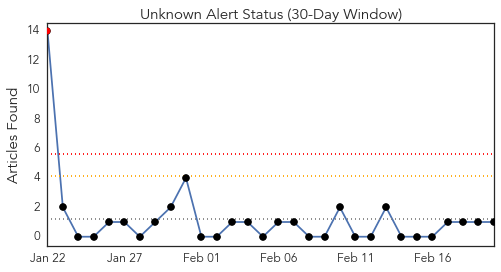 Unknown Alert Status (30-Day Window)
Articles Found
14
12
10
8
6
4
2
0
Jan 22 Jan 27 Feb 01 Feb 06 Feb 11 Feb 16